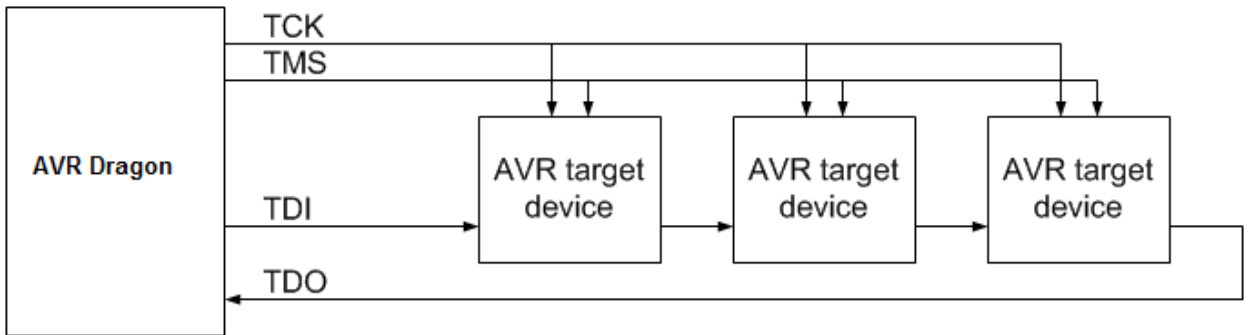 TCK
TMS
AVR Dragon
AVR target
device
AVR target
device
AVR target
device
TDI
TDO